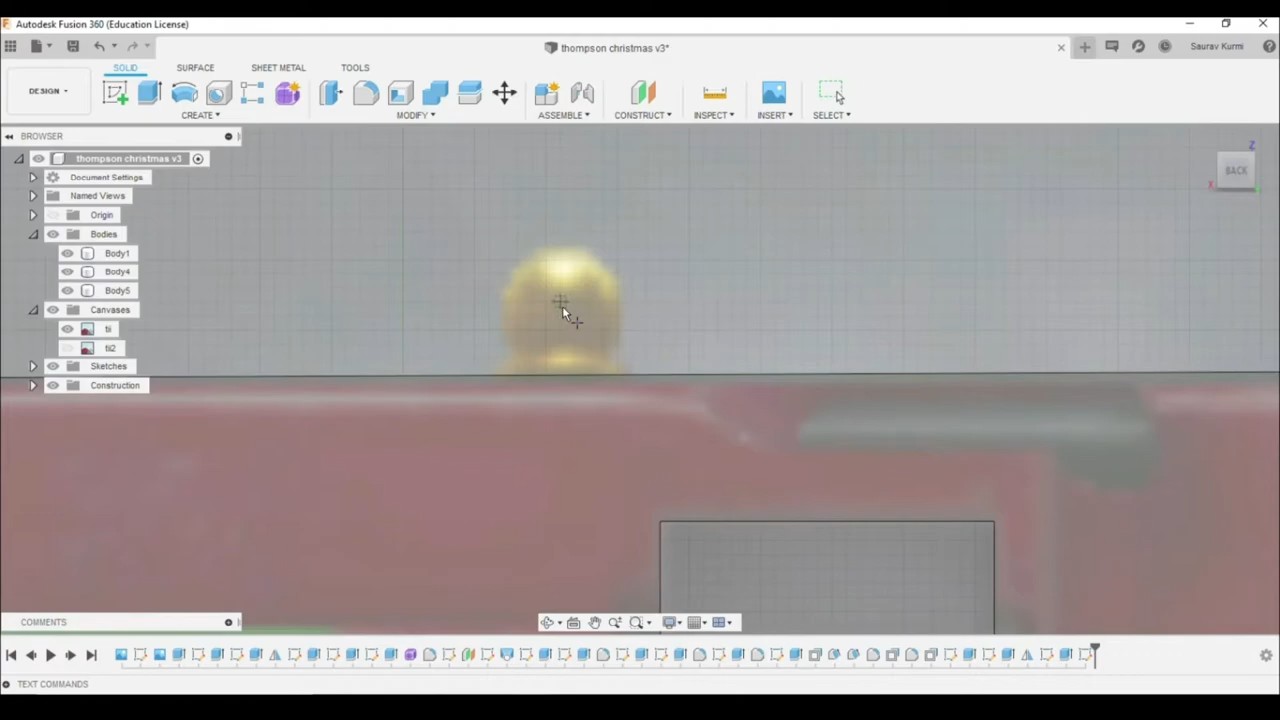 Autodesk Fusion 360 (Education License)
thompson christmas v3*
Saurav Kurmi
SOLID SURFACE SHEET METAL TOOLS
DESIGN
CREATE MODIFY ASSEMBLE CONSTRUCT INSPECT INSERT SELECT
BROWSER
thompson christmas v3
Document Settings
Named Views
Origin
Bodies
Body1
Body4
Body5
Canvases
tii
tii2
Sketches
Construction
Z
X
BACK
COMMENTS
TEXT COMMANDS